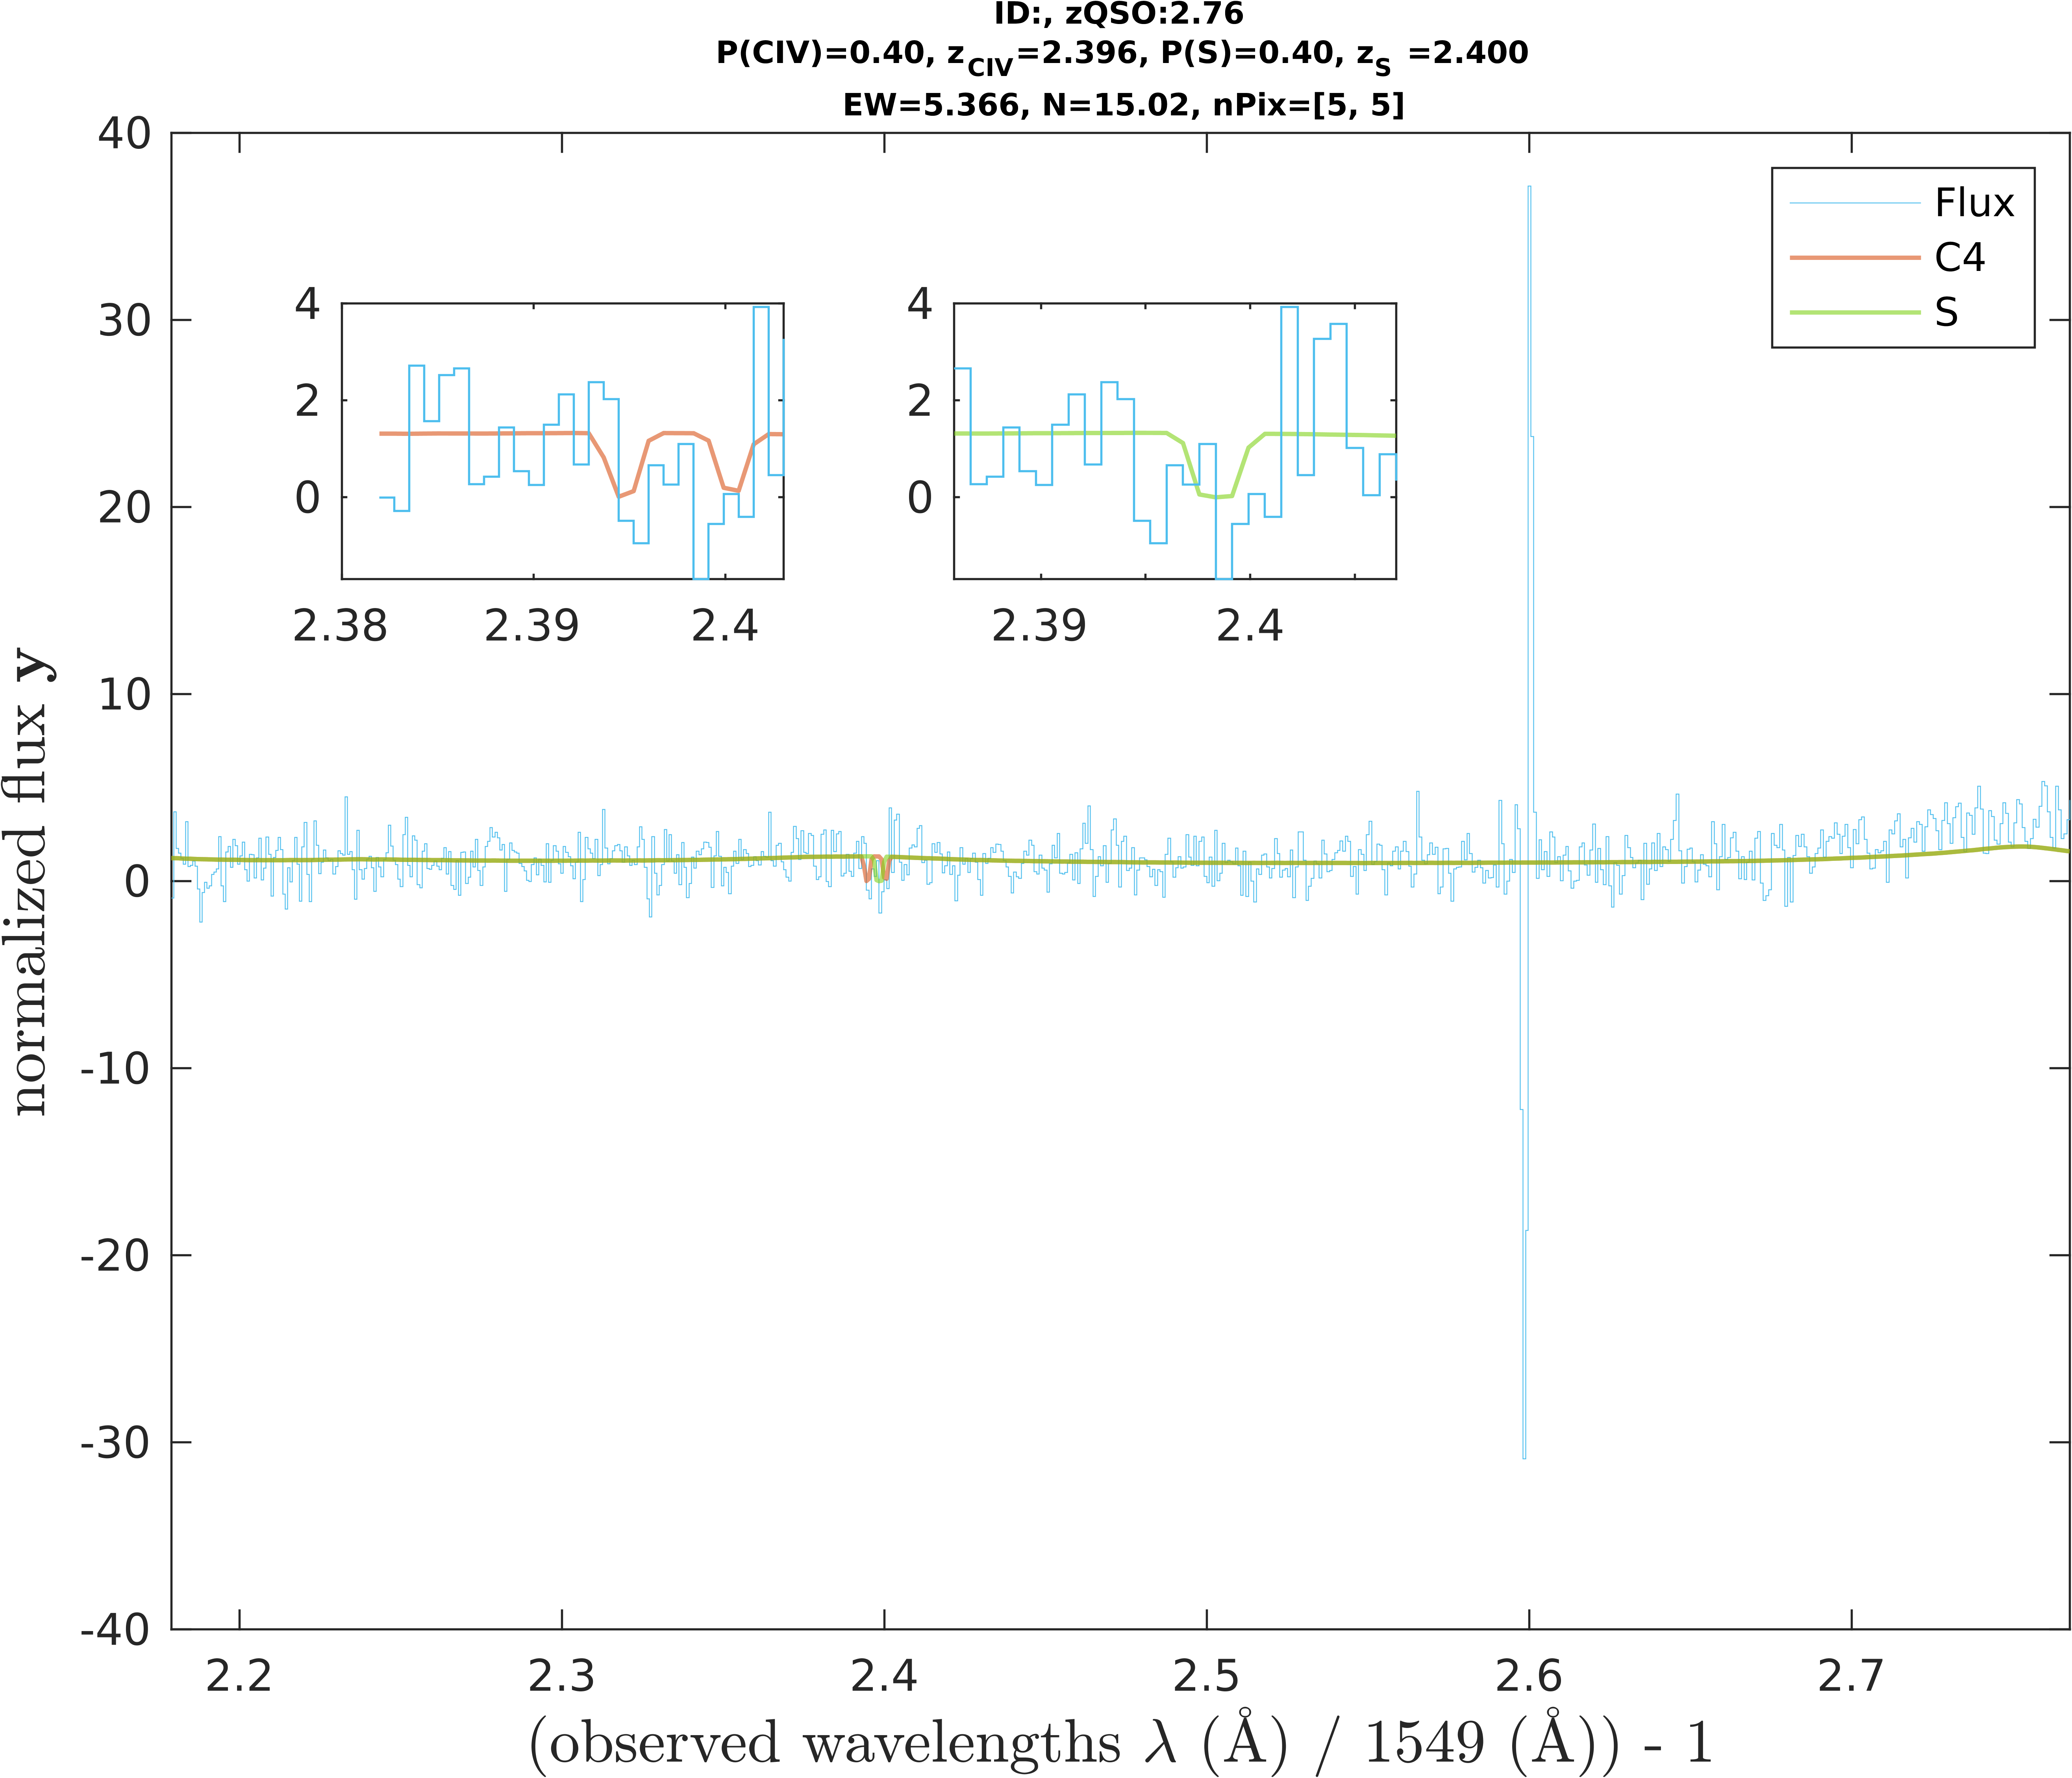 ID:, zQSO:2.76
P(CIV)=0.40, z_CIV=2.396, P(S)=0.40, z_S =2.400
EW=5.366, N=15.02, nPix=[5, 5]
40
30
20
10
0
-10
-20
-30
-40
normalized flux y
4
2
0
2.38 2.39 2.4
4
2
0
2.39 2.4
Flux
C4
S
2.2 2.3 2.4 2.5 2.6 2.7
(observed wavelengths λ (Å) / 1549 (Å)) - 1